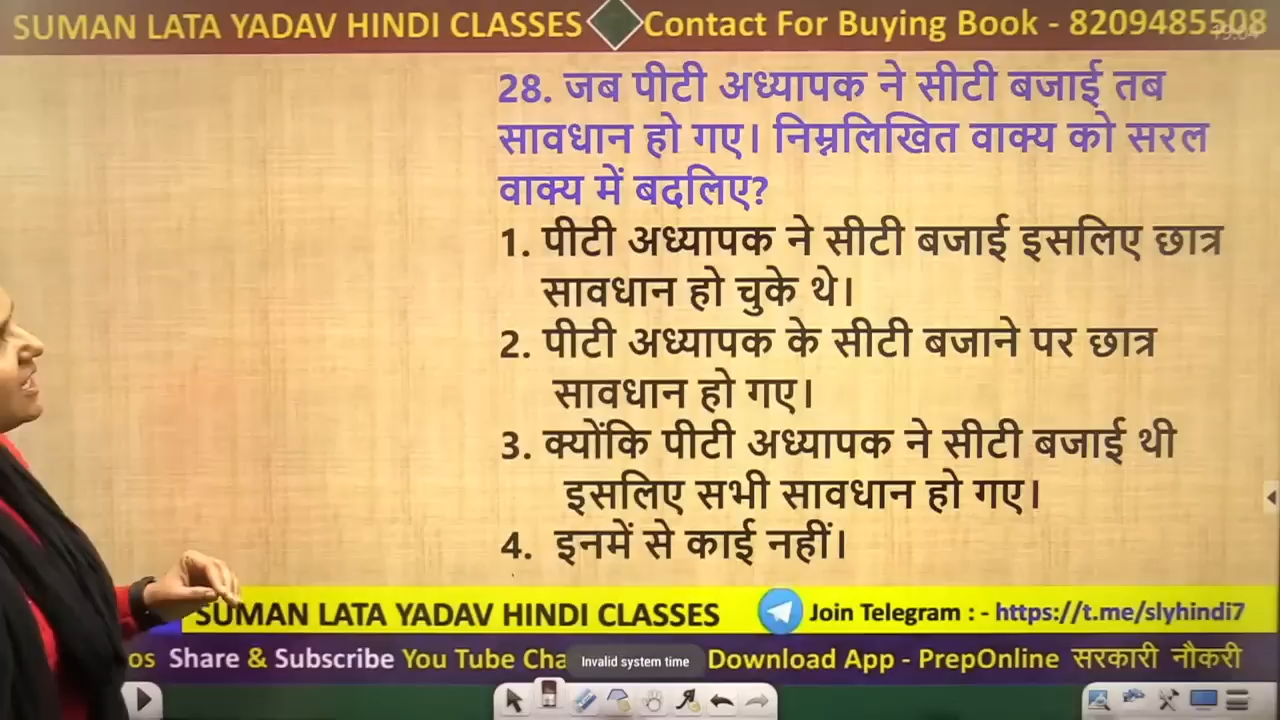 SUMAN LATA YADAV HINDI CLASSES Contact For Buying Book - 8209485508
28. जब पीटी अध्यापक ने सीटी बजाई तब
सावधान हो गए। निम्नलिखित वाक्य को सरल
वाक्य में बदलिए?
1. पीटी अध्यापक ने सीटी बजाई इसलिए छात्र
सावधान हो चुके थे।
2. पीटी अध्यापक के सीटी बजाने पर छात्र
सावधान हो गए।
3. क्योंकि पीटी अध्यापक ने सीटी बजाई थी
इसलिए सभी सावधान हो गए।
4. इनमें से काई नहीं।
SUMAN LATA YADAV HINDI CLASSES Join Telegram : - https://t.me/slyhindi7
os Share & Subscribe You Tube Cha Invalid system time Download App - PrepOnline सरकारी नौकरी